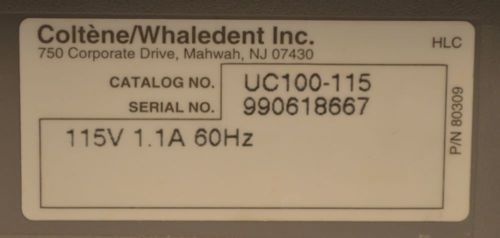 Coltène/Whaledent Inc.
750 Corporate Drive, Mahwah, NJ 07430
HLC
CATALOG NO. UC100-115
SERIAL NO. 990618667
115V 1.1A 60Hz
P/N 80309